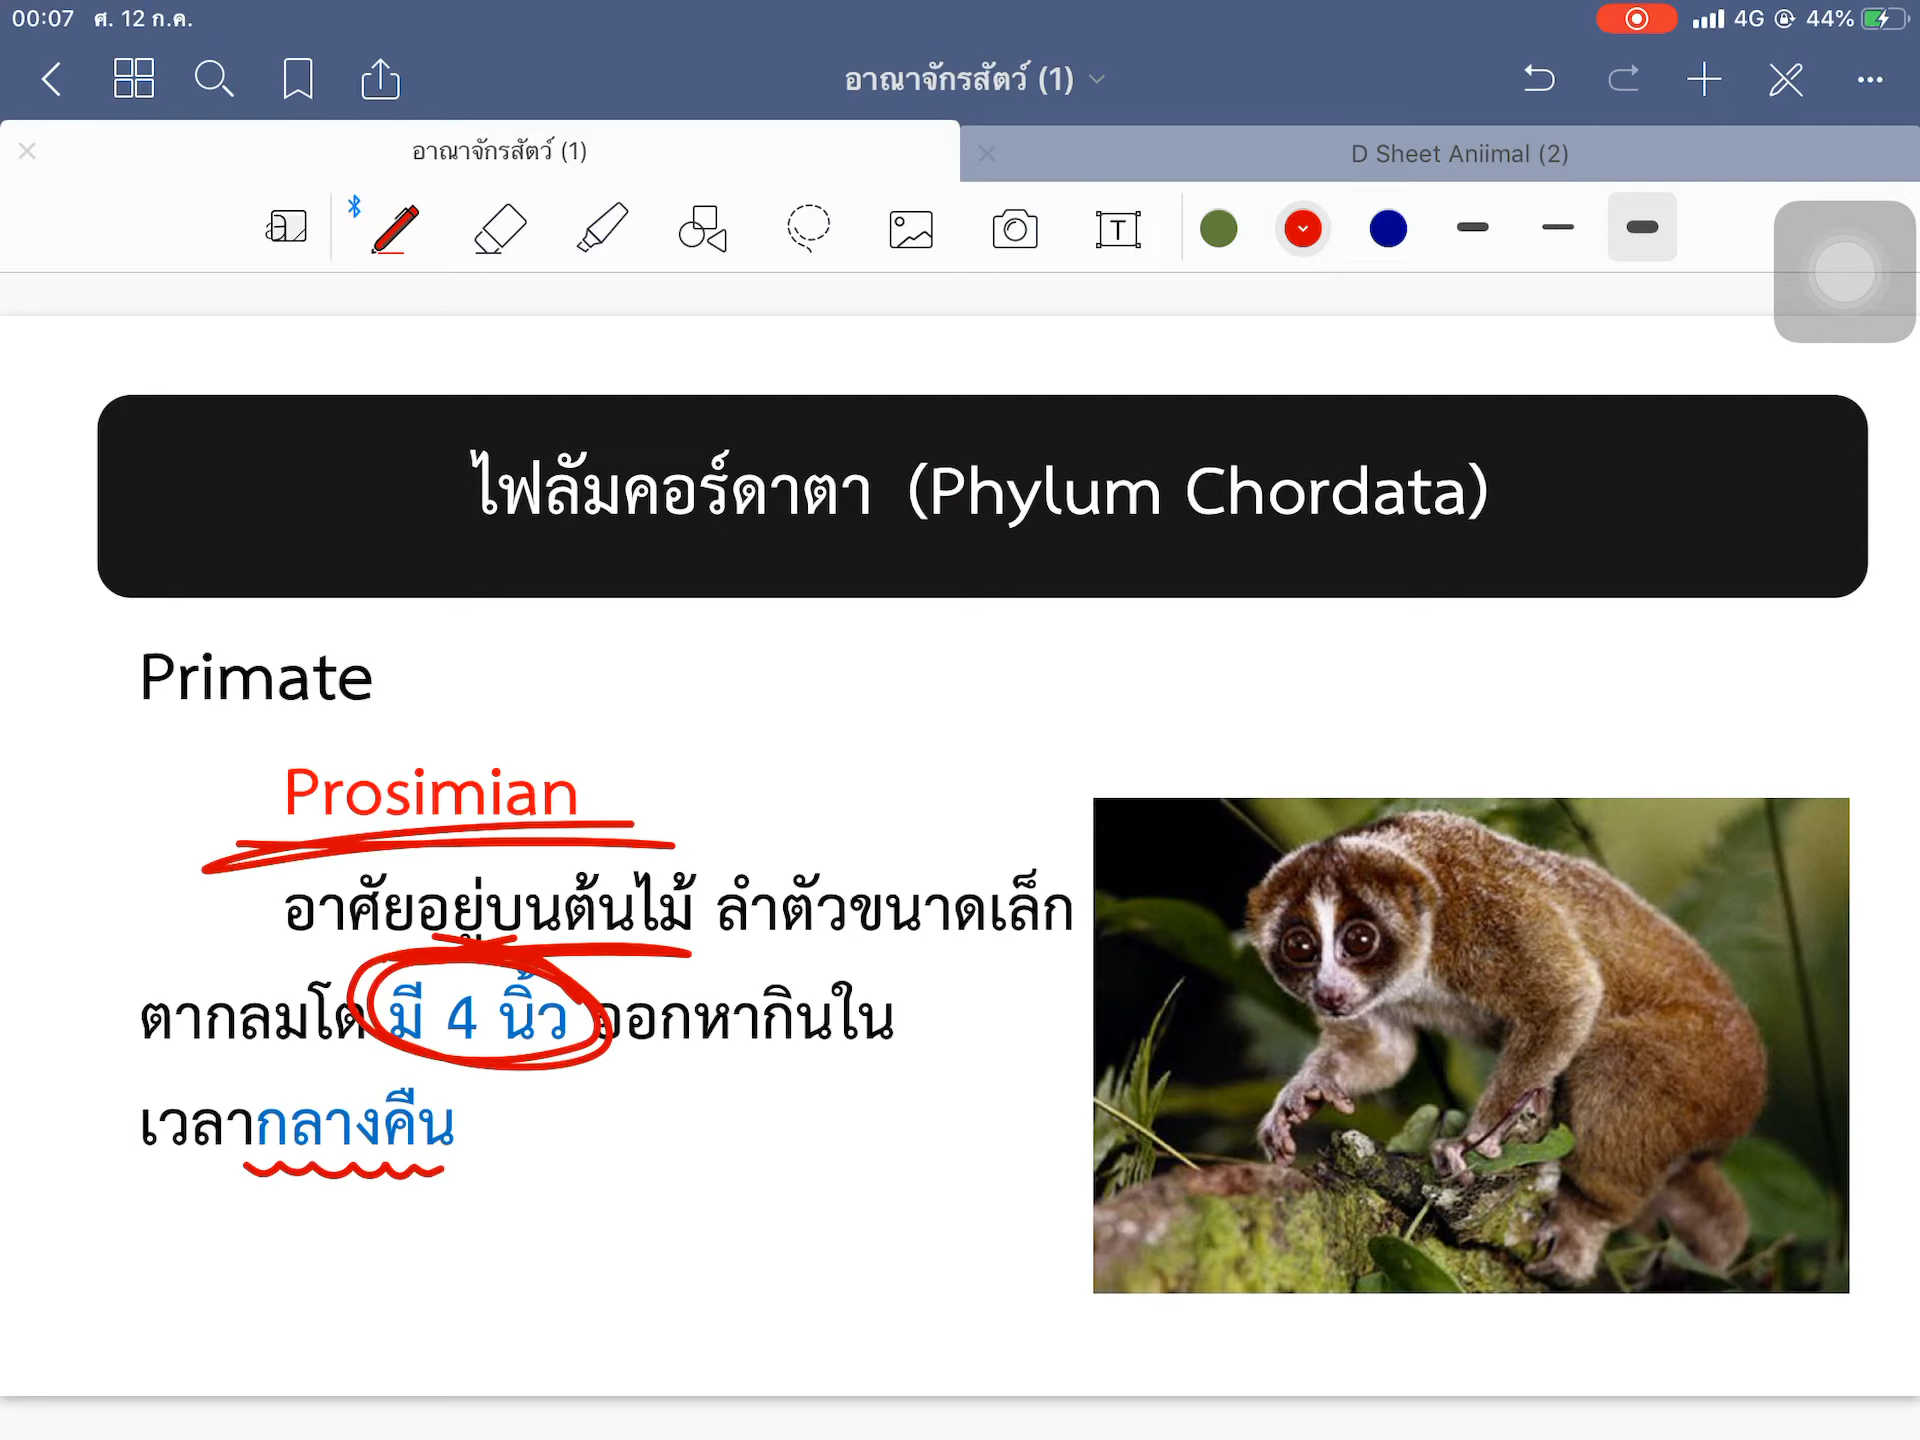 00:07 ศ. 12 ก.ค. 4G 44%
อาณาจักรสัตว์ (1)
อาณาจักรสัตว์ (1) D Sheet Aniimal (2)
T
ไฟลัมคอร์ดาตา (Phylum Chordata)
Primate
Prosimian
อาศัยอยู่บนต้นไม้ ลำตัวขนาดเล็ก
ตากลมโต มี 4 นิ้ว ออกหากินใน
เวลากลางคืน